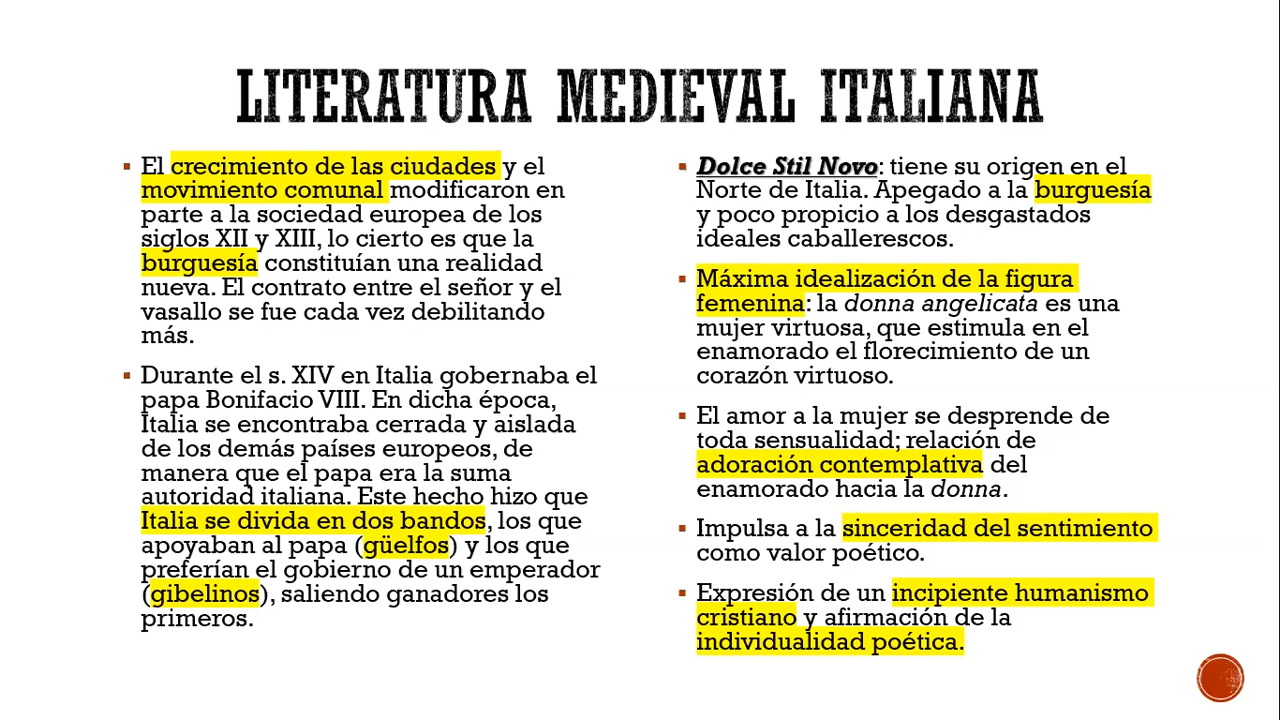 LITERATURA MEDIEVAL ITALIANA
▪ El crecimiento de las ciudades y el
movimiento comunal modificaron en
parte a la sociedad europea de los
siglos XII y XIII, lo cierto es que la
burguesía constituían una realidad
nueva. El contrato entre el señor y el
vasallo se fue cada vez debilitando
más.
▪ Durante el s. XIV en Italia gobernaba el
papa Bonifacio VIII. En dicha época,
Italia se encontraba cerrada y aislada
de los demás países europeos, de
manera que el papa era la suma
autoridad italiana. Este hecho hizo que
Italia se divida en dos bandos, los que
apoyaban al papa (güelfos) y los que
preferían el gobierno de un emperador
(gibelinos), saliendo ganadores los
primeros.
▪ Dolce Stil Novo: tiene su origen en el
Norte de Italia. Apegado a la burguesía
y poco propicio a los desgastados
ideales caballerescos.
▪ Máxima idealización de la figura
femenina: la donna angelicata es una
mujer virtuosa, que estimula en el
enamorado el florecimiento de un
corazón virtuoso.
▪ El amor a la mujer se desprende de
toda sensualidad; relación de
adoración contemplativa del
enamorado hacia la donna.
▪ Impulsa a la sinceridad del sentimiento
como valor poético.
▪ Expresión de un incipiente humanismo
cristiano y afirmación de la
individualidad poética.